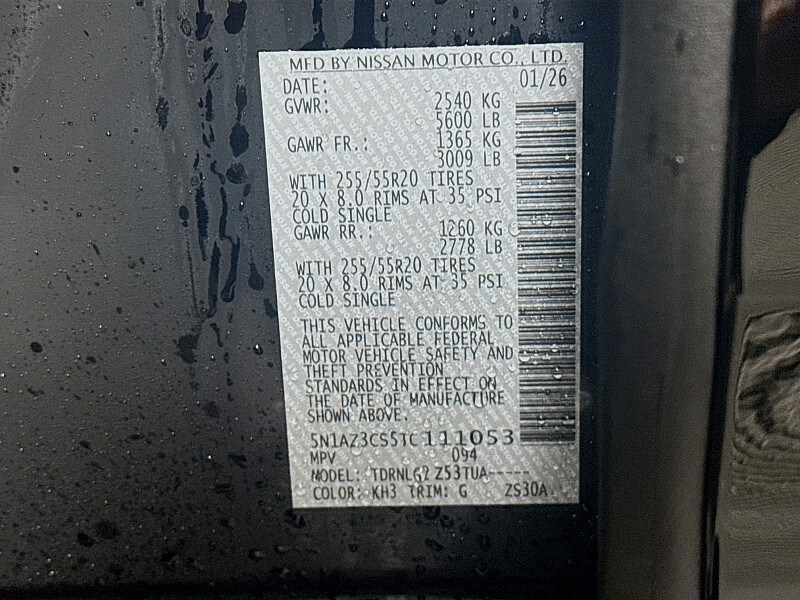 MFD BY NISSAN MOTOR CO., LTD.
DATE: 01/26
GVWR: 2540 KG
5600 LB
GAWR FR.: 1365 KG
3009 LB
WITH 255/55R20 TIRES
20 X 8.0 RIMS AT 35 PSI
COLD SINGLE
GAWR RR.: 1260 KG
2778 LB
WITH 255/55R20 TIRES
20 X 8.0 RIMS AT 35 PSI
COLD SINGLE
THIS VEHICLE CONFORMS TO
ALL APPLICABLE FEDERAL
MOTOR VEHICLE SAFETY AND
THEFT PREVENTION
STANDARDS IN EFFECT ON
THE DATE OF MANUFACTURE
SHOWN ABOVE.
5N1AZ3CS5TC111053
MPV 094
MODEL: Z53TUA-----
COLOR: KH3 TRIM: G ZS30A